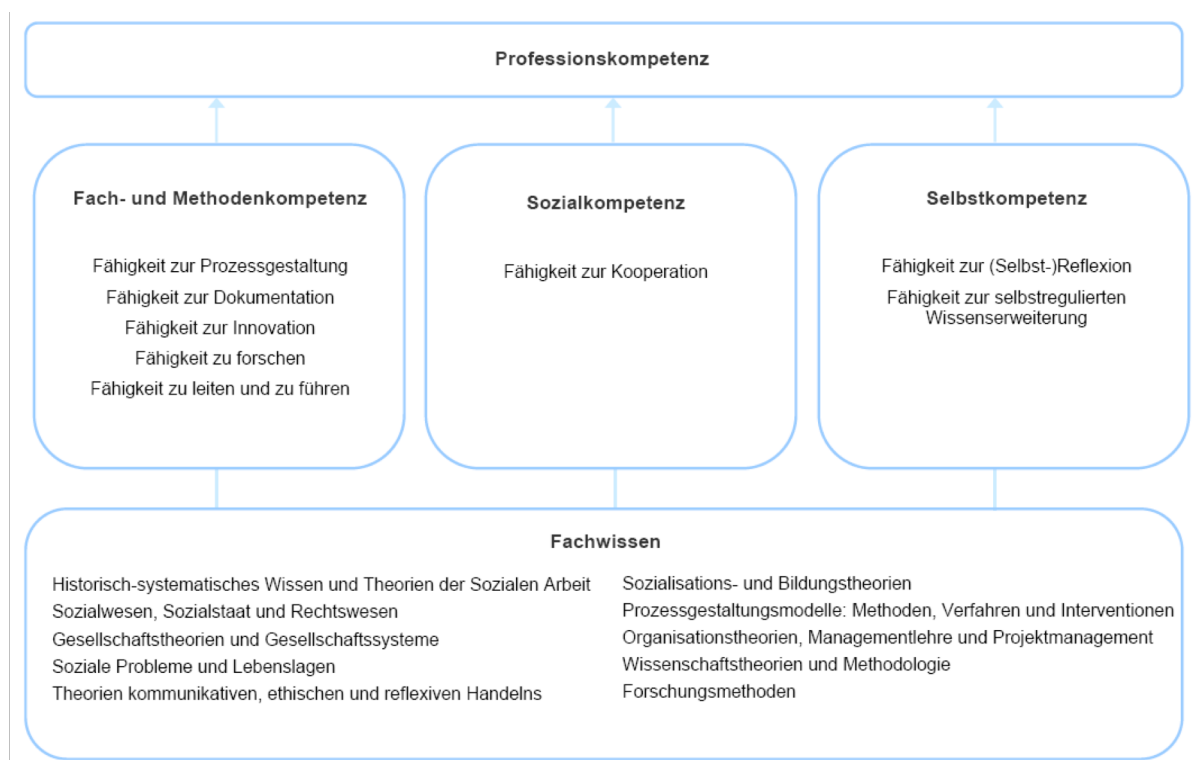 Professionskompetenz
Fach- und Methodenkompetenz
Fähigkeit zur Prozessgestaltung
Fähigkeit zur Dokumentation
Fähigkeit zur Innovation
Fähigkeit zu forschen
Fähigkeit zu leiten und zu führen
Sozialkompetenz
Fähigkeit zur Kooperation
Selbstkompetenz
Fähigkeit zur (Selbst-)Reflexion
Fähigkeit zur selbstregulierten
Wissenserweiterung
Fachwissen
Historisch-systematisches Wissen und Theorien der Sozialen Arbeit
Sozialwesen, Sozialstaat und Rechtswesen
Gesellschaftstheorien und Gesellschaftssysteme
Soziale Probleme und Lebenslagen
Theorien kommunikativen, ethischen und reflexiven Handelns
Sozialisations- und Bildungstheorien
Prozessgestaltungsmodelle: Methoden, Verfahren und Interventionen
Organisationstheorien, Managementlehre und Projektmanagement
Wissenschaftstheorien und Methodologie
Forschungsmethoden